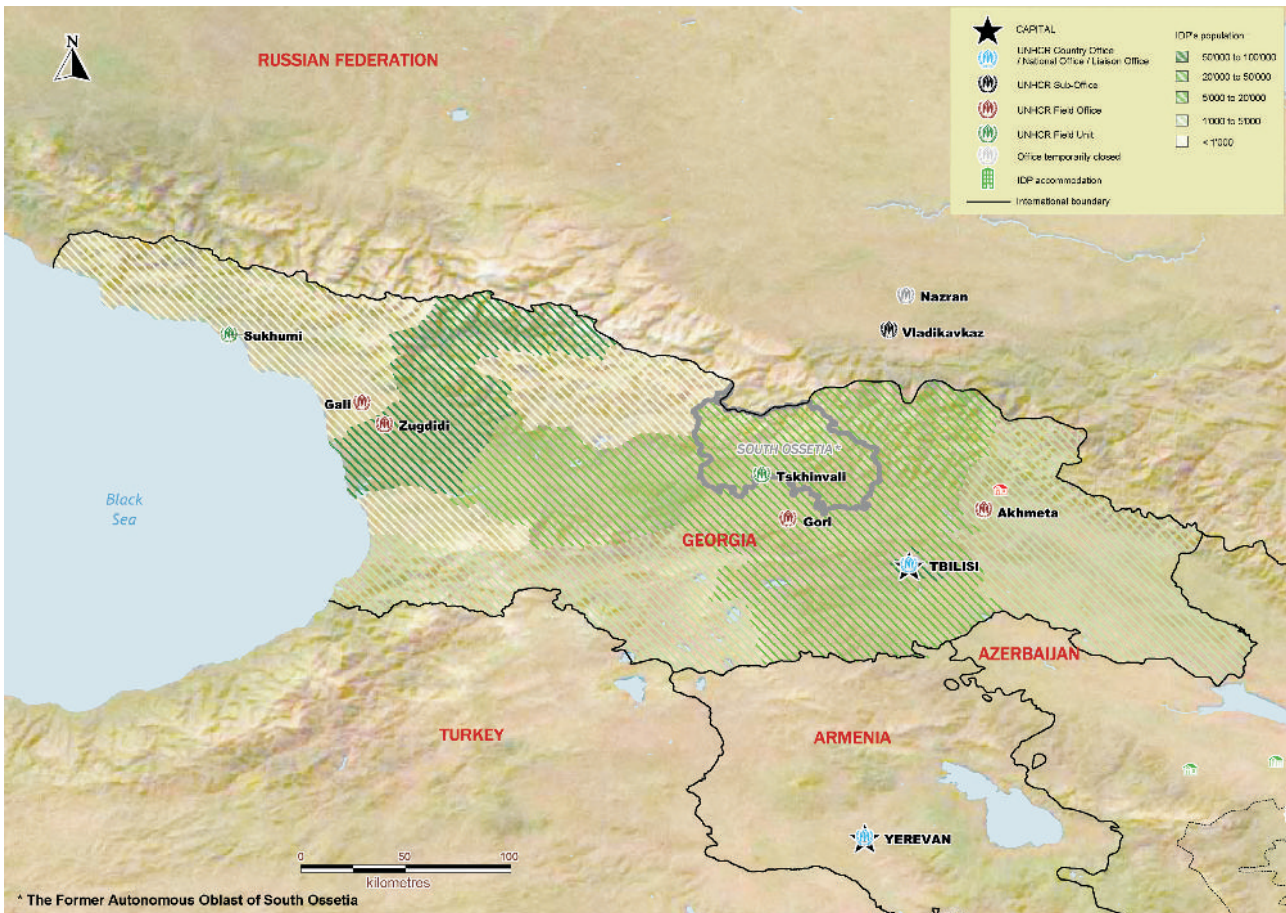 N
RUSSIAN FEDERATION
CAPITAL
UNHCR Country Office
/ National Office / Liaison Office
UNHCR Sub-Office
UNHCR Field Office
UNHCR Field Unit
Office temporarily closed
IDP accommodation
International boundary
IDP's population
50'000 to 100'000
20'000 to 50'000
5'000 to 20'000
1'000 to 5'000
< 1'000
Nazran
Vladikavkaz
Sukhumi
Gali
Zugdidi
SOUTH OSSETIA*
Tskhinvali
Black
Sea
Gori
Akhmeta
GEORGIA
TBILISI
AZERBAIJAN
TURKEY
ARMENIA
YEREVAN
0 50 100
kilometres
* The Former Autonomous Oblast of South Ossetia